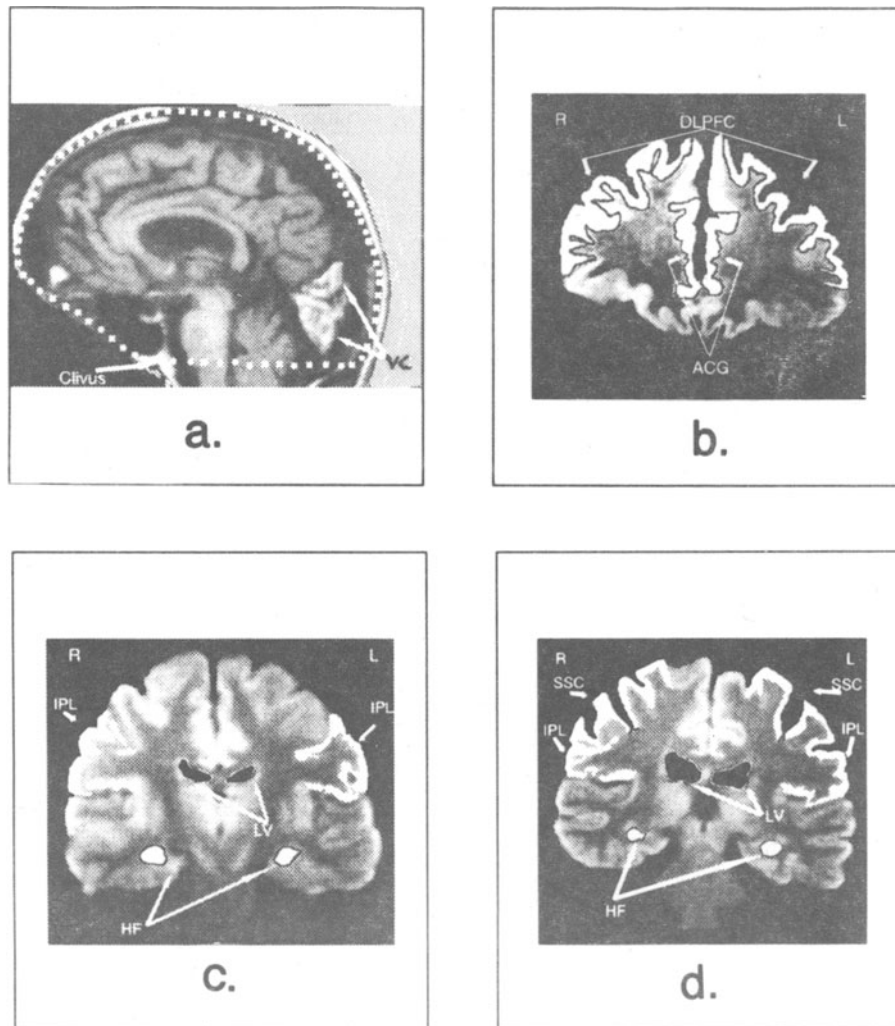 VC
Clivus
a.
R L
DLPFC
ACG
b.
R L
IPL IPL
LV
HF
c.
R L
SSC SSC
IPL IPL
LV
HF
d.